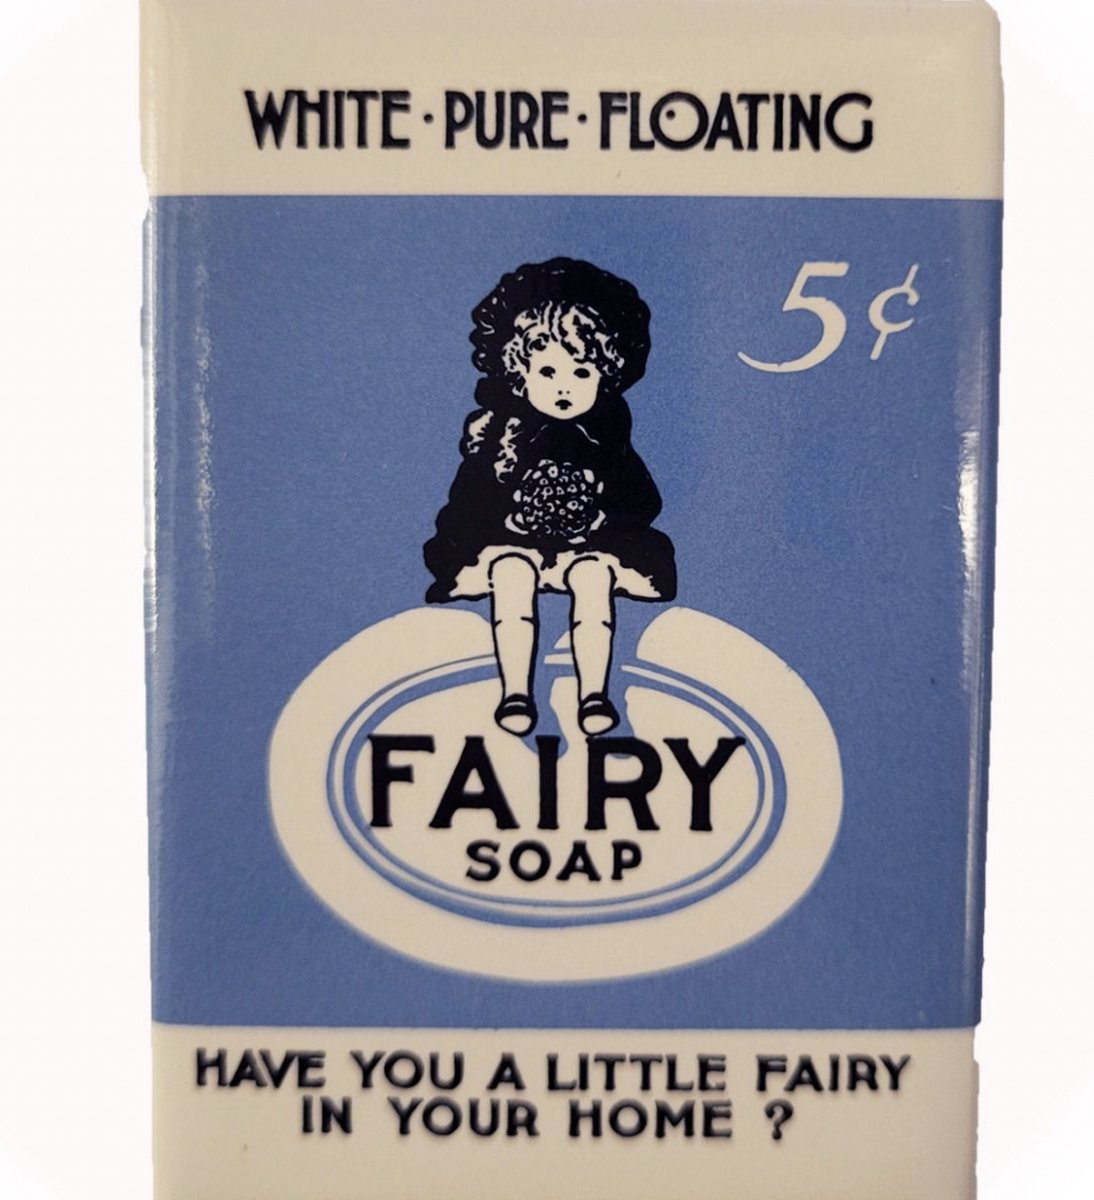 WHITE · PURE · FLOATING
5¢
FAIRY
SOAP
HAVE YOU A LITTLE FAIRY
IN YOUR HOME ?